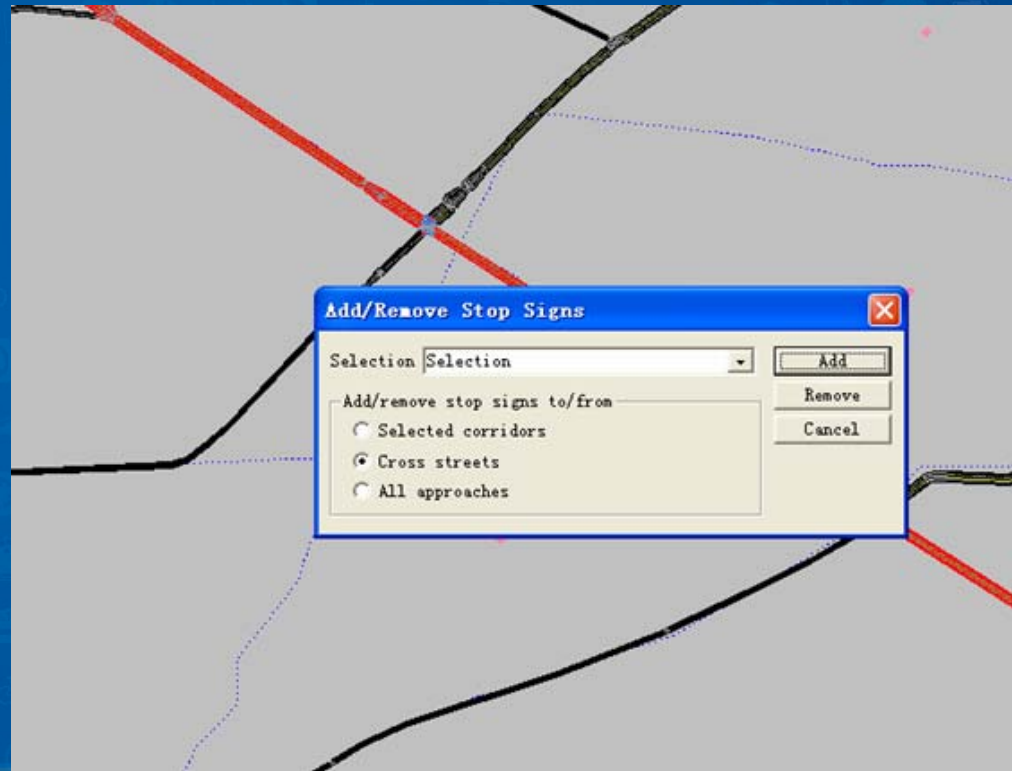 Add/Remove Stop Signs
Selection Selection Add
Add/remove stop signs to/from Remove
Selected corridors Cancel
Cross streets
All approaches